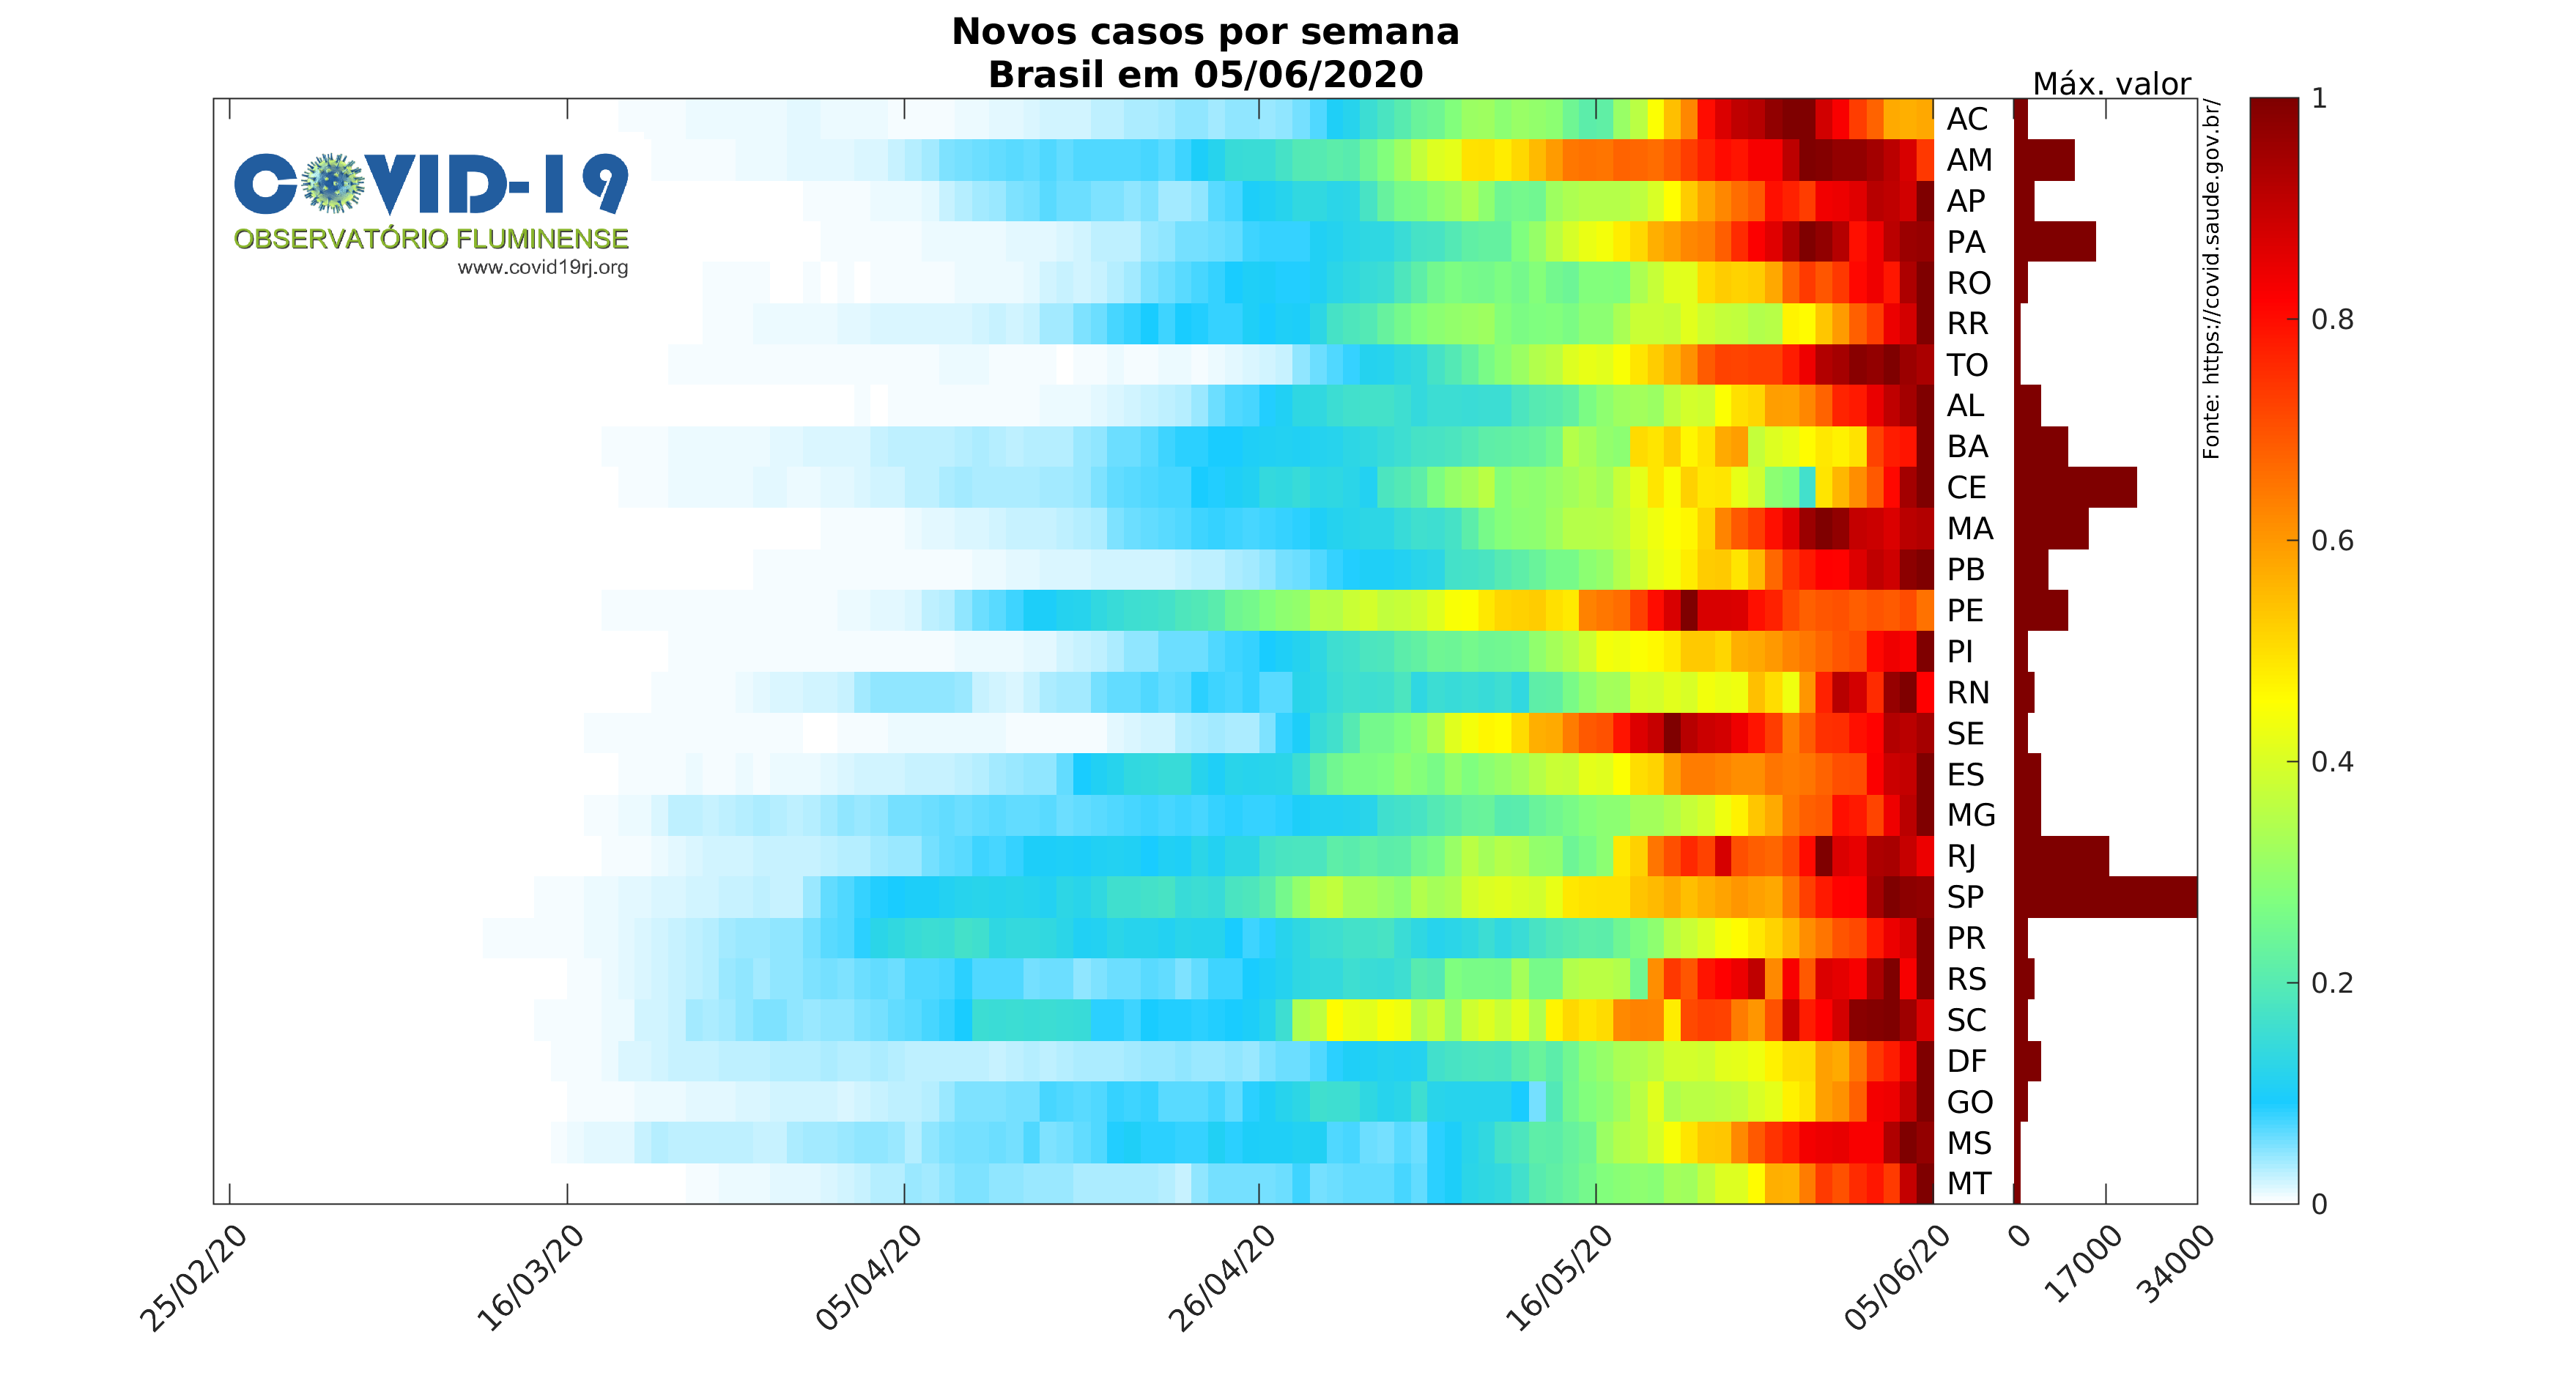 Novos casos por semana
Brasil em 05/06/2020
Máx. valor
COVID-19
OBSERVATÓRIO FLUMINENSE
www.covid19rj.org
AC
AM
AP
PA
RO
RR
TO
AL
BA
CE
MA
PB
PE
PI
RN
SE
ES
MG
RJ
SP
PR
RS
SC
DF
GO
MS
MT
Fonte: https://covid.saude.gov.br/
1
0.8
0.6
0.4
0.2
0
25/02/20
16/03/20
05/04/20
26/04/20
16/05/20
05/06/20
0
17000
34000